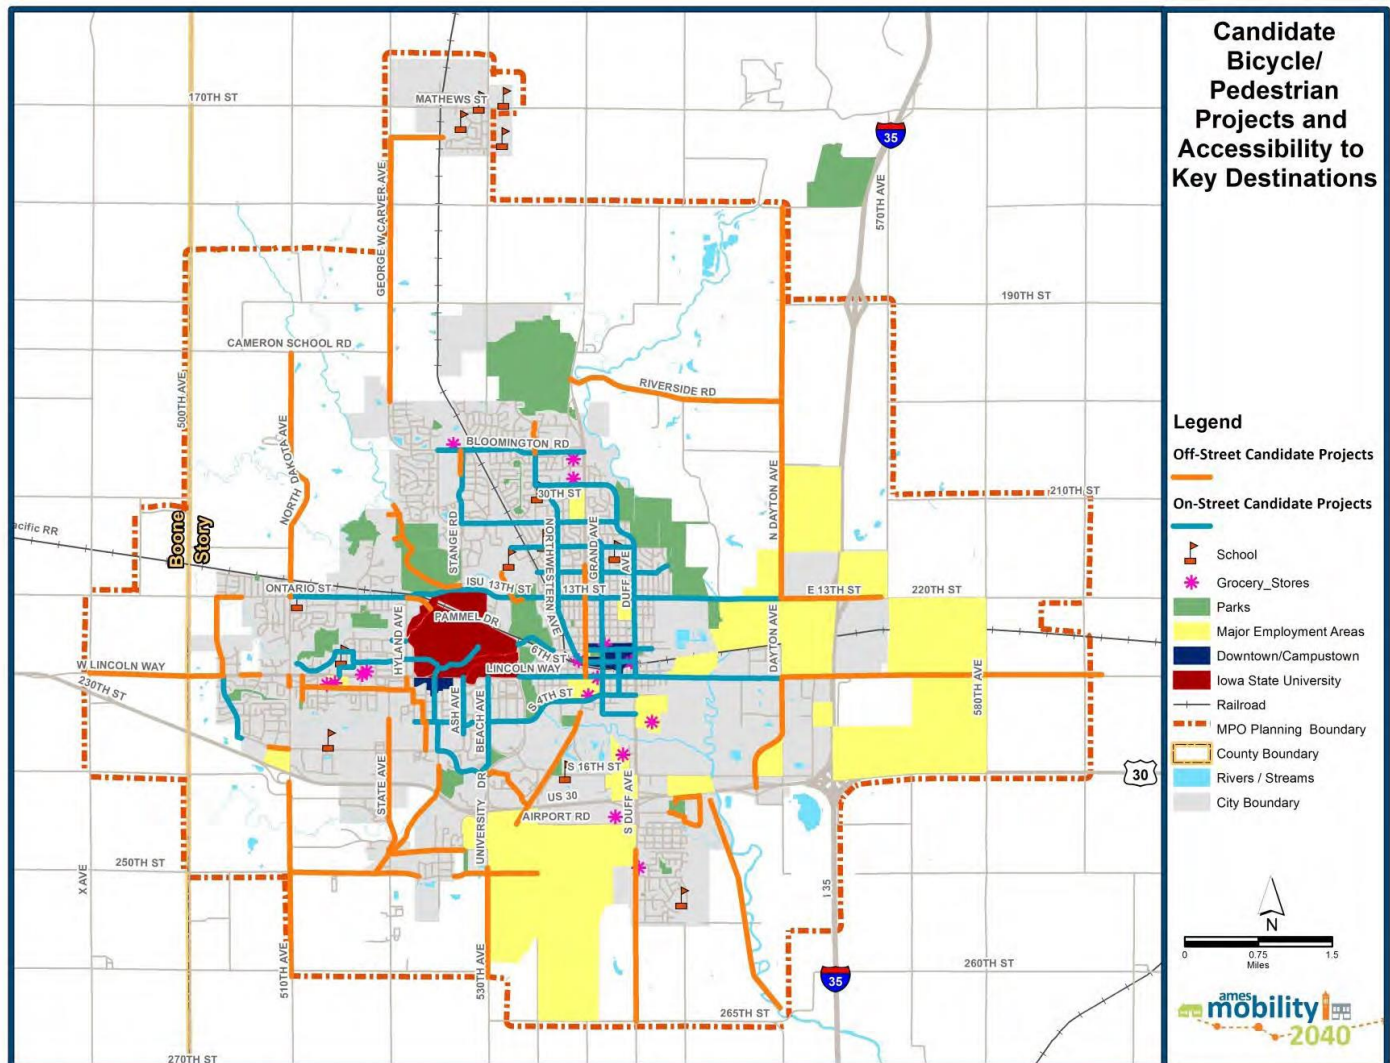 Candidate
Bicycle/
Pedestrian
Projects and
Accessibility to
Key Destinations
170TH ST
MATHEWS ST
35
570TH AVE
GEORGE W CARVER AVE
190TH ST
CAMERON SCHOOL RD
500TH AVE
RIVERSIDE RD
NORTH DAKOTA AVE
BLOOMINGTON RD
N DAYTON AVE
30TH ST
210TH ST
acific RR
Boone
Story
STANGE RD
NORTHWESTERN AVE
GRAND AVE
DUFF AVE
ONTARIO ST
ISU 13TH ST
13TH ST
E 13TH ST
220TH ST
HYLAND AVE
PAMMEL DR
6TH ST
DAYTON AVE
W LINCOLN WAY
LINCOLN WAY
230TH ST
S 4TH ST
ASH AVE
BEACH AVE
580TH AVE
STATE AVE
UNIVERSITY DR
S 16TH ST
US 30
30
AIRPORT RD
S DUFF AVE
X AVE
250TH ST
I 35
510TH AVE
530TH AVE
260TH ST
35
265TH ST
270TH ST
Legend
Off-Street Candidate Projects
On-Street Candidate Projects
School
Grocery_Stores
Parks
Major Employment Areas
Downtown/Campustown
Iowa State University
Railroad
MPO Planning Boundary
County Boundary
Rivers / Streams
City Boundary
N
0 0.75 1.5
Miles
ames
mobility
2040